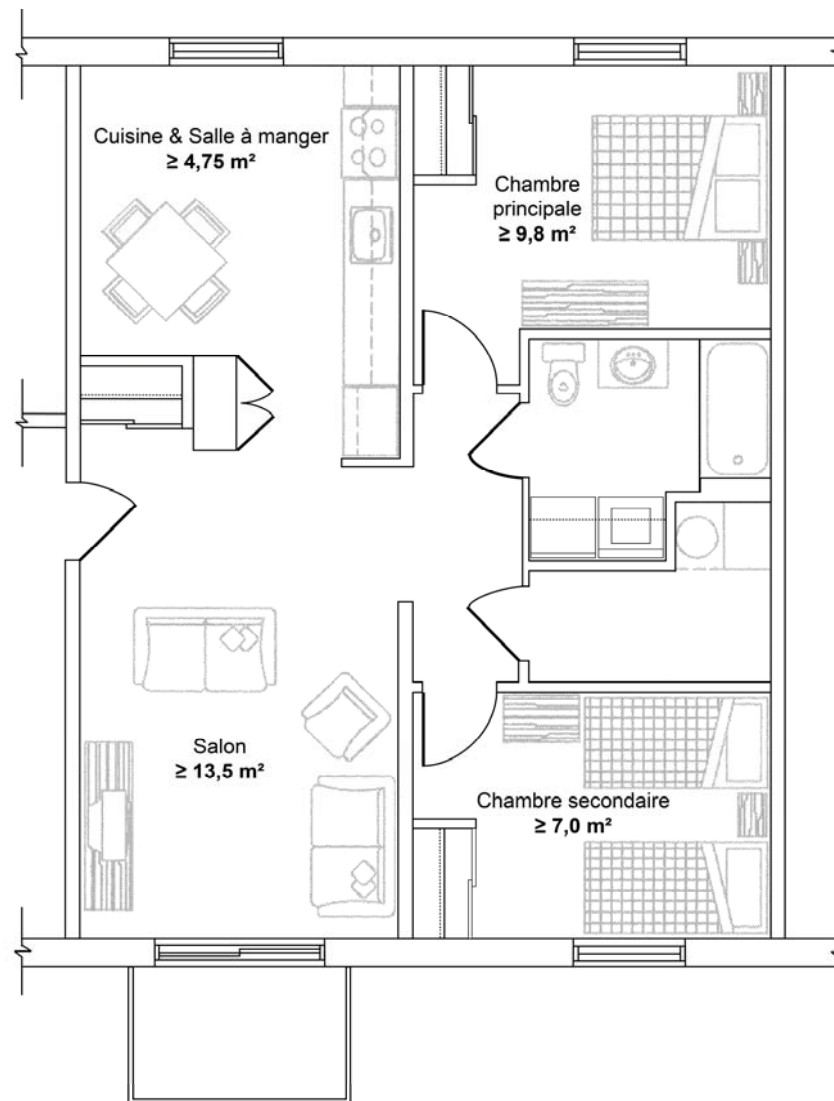 Cuisine & Salle à manger
≥ 4,75 m²
Chambre
principale
≥ 9,8 m²
Salon
≥ 13,5 m²
Chambre secondaire
≥ 7,0 m²